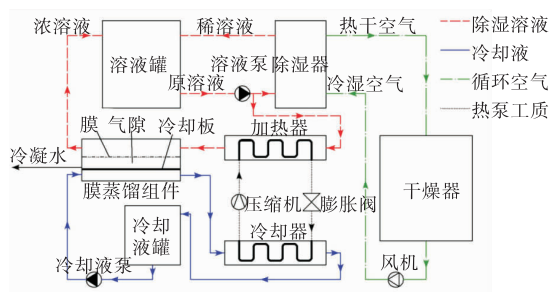 浓溶液
稀溶液
热干空气
除湿溶液
冷却液
循环空气
热泵工质
溶液罐
溶液泵
除湿器
原溶液
冷湿空气
加热器
膜 气隙 冷却板
冷凝水
膜蒸馏组件
干燥器
压缩机
膨胀阀
冷却
液罐
冷却器
冷却液泵
风机